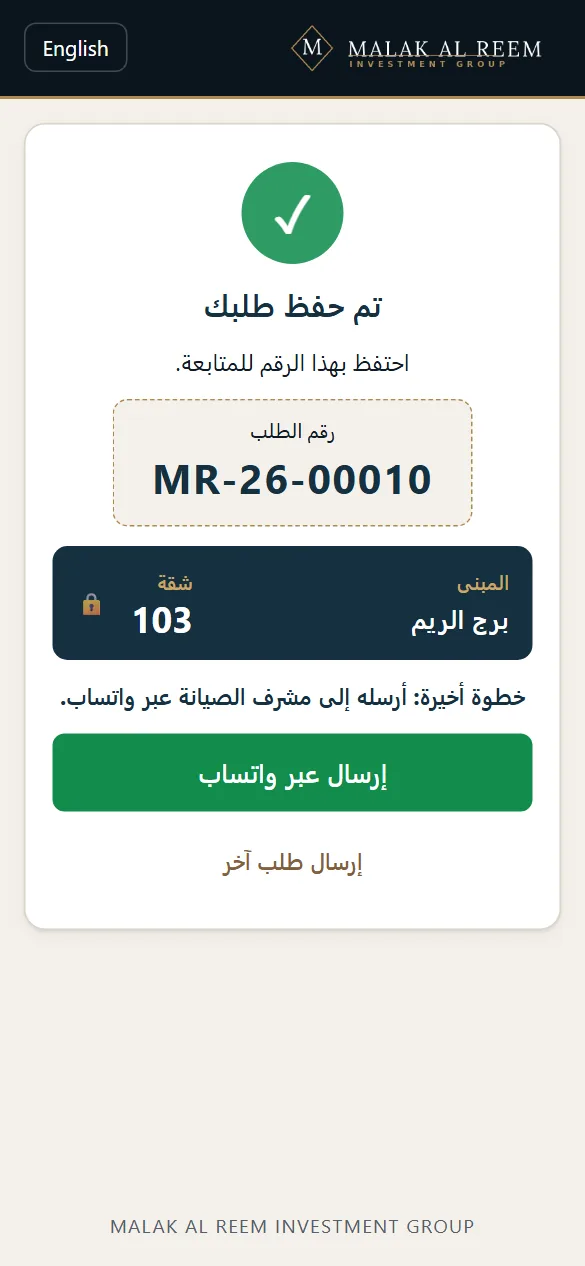 English
M
MALAK AL REEM
INVESTMENT GROUP
✓
تم حفظ طلبك
احتفظ بهذا الرقم للمتابعة.
رقم الطلب
MR-26-00010
المبنى
برج الريم
شقة
103
خطوة أخيرة: أرسله إلى مشرف الصيانة عبر واتساب.
إرسال عبر واتساب
إرسال طلب آخر
MALAK AL REEM INVESTMENT GROUP